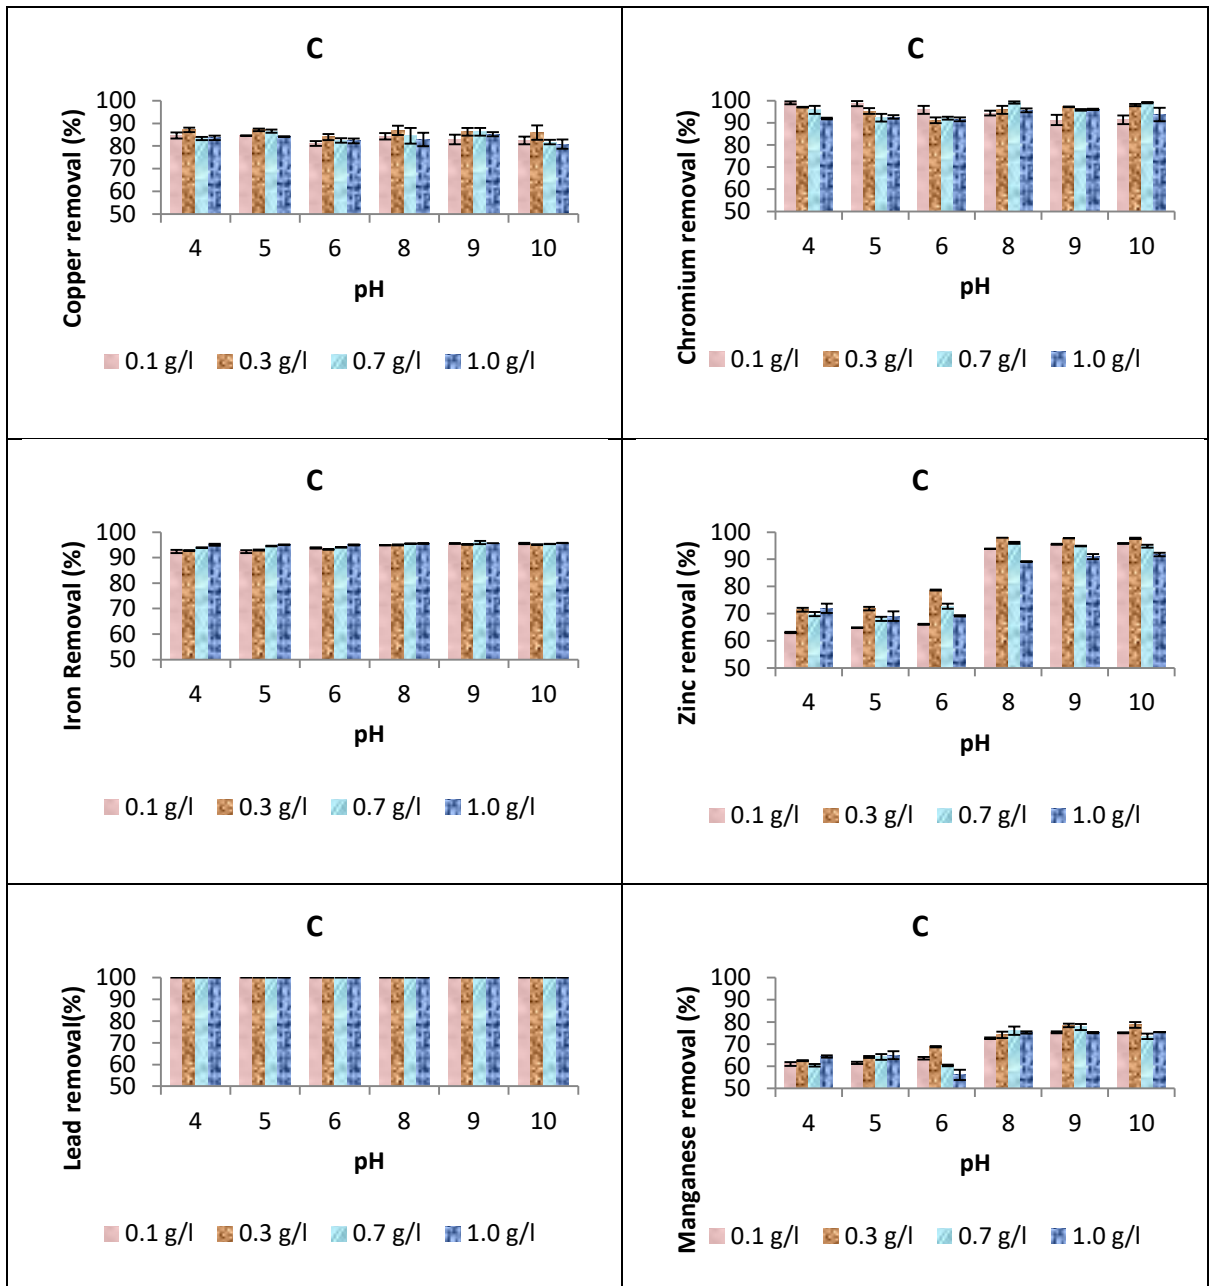 C
Copper removal (%)
100
90
80
70
60
50
4 5 6 8 9 10
pH
0.1 g/l 0.3 g/l 0.7 g/l 1.0 g/l
C
Chromium removal (%)
100
90
80
70
60
50
4 5 6 8 9 10
pH
0.1 g/l 0.3 g/l 0.7 g/l 1.0 g/l
C
Iron Removal (%)
100
90
80
70
60
50
4 5 6 8 9 10
pH
0.1 g/l 0.3 g/l 0.7 g/l 1.0 g/l
C
Zinc removal (%)
100
90
80
70
60
50
4 5 6 8 9 10
pH
0.1 g/l 0.3 g/l 0.7 g/l 1.0 g/l
C
Lead removal(%)
100
90
80
70
60
50
4 5 6 8 9 10
pH
0.1 g/l 0.3 g/l 0.7 g/l 1.0 g/l
C
Manganese removal (%)
100
90
80
70
60
50
4 5 6 8 9 10
pH
0.1 g/l 0.3 g/l 0.7 g/l 1.0 g/l